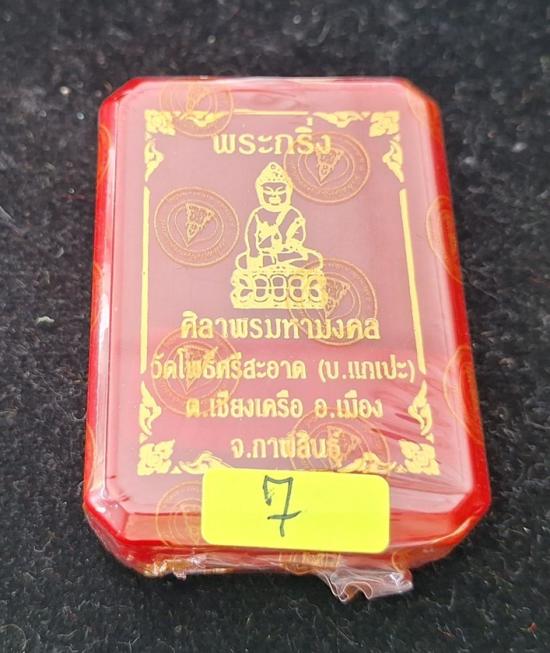 พระกริ่ง
ศิลาพรมหามงคล
วัดโพธิ์ศรีสะอาด (บ.แกเปะ)
ต.เชียงเครือ อ.เมือง
จ.กาฬสินธุ์
7